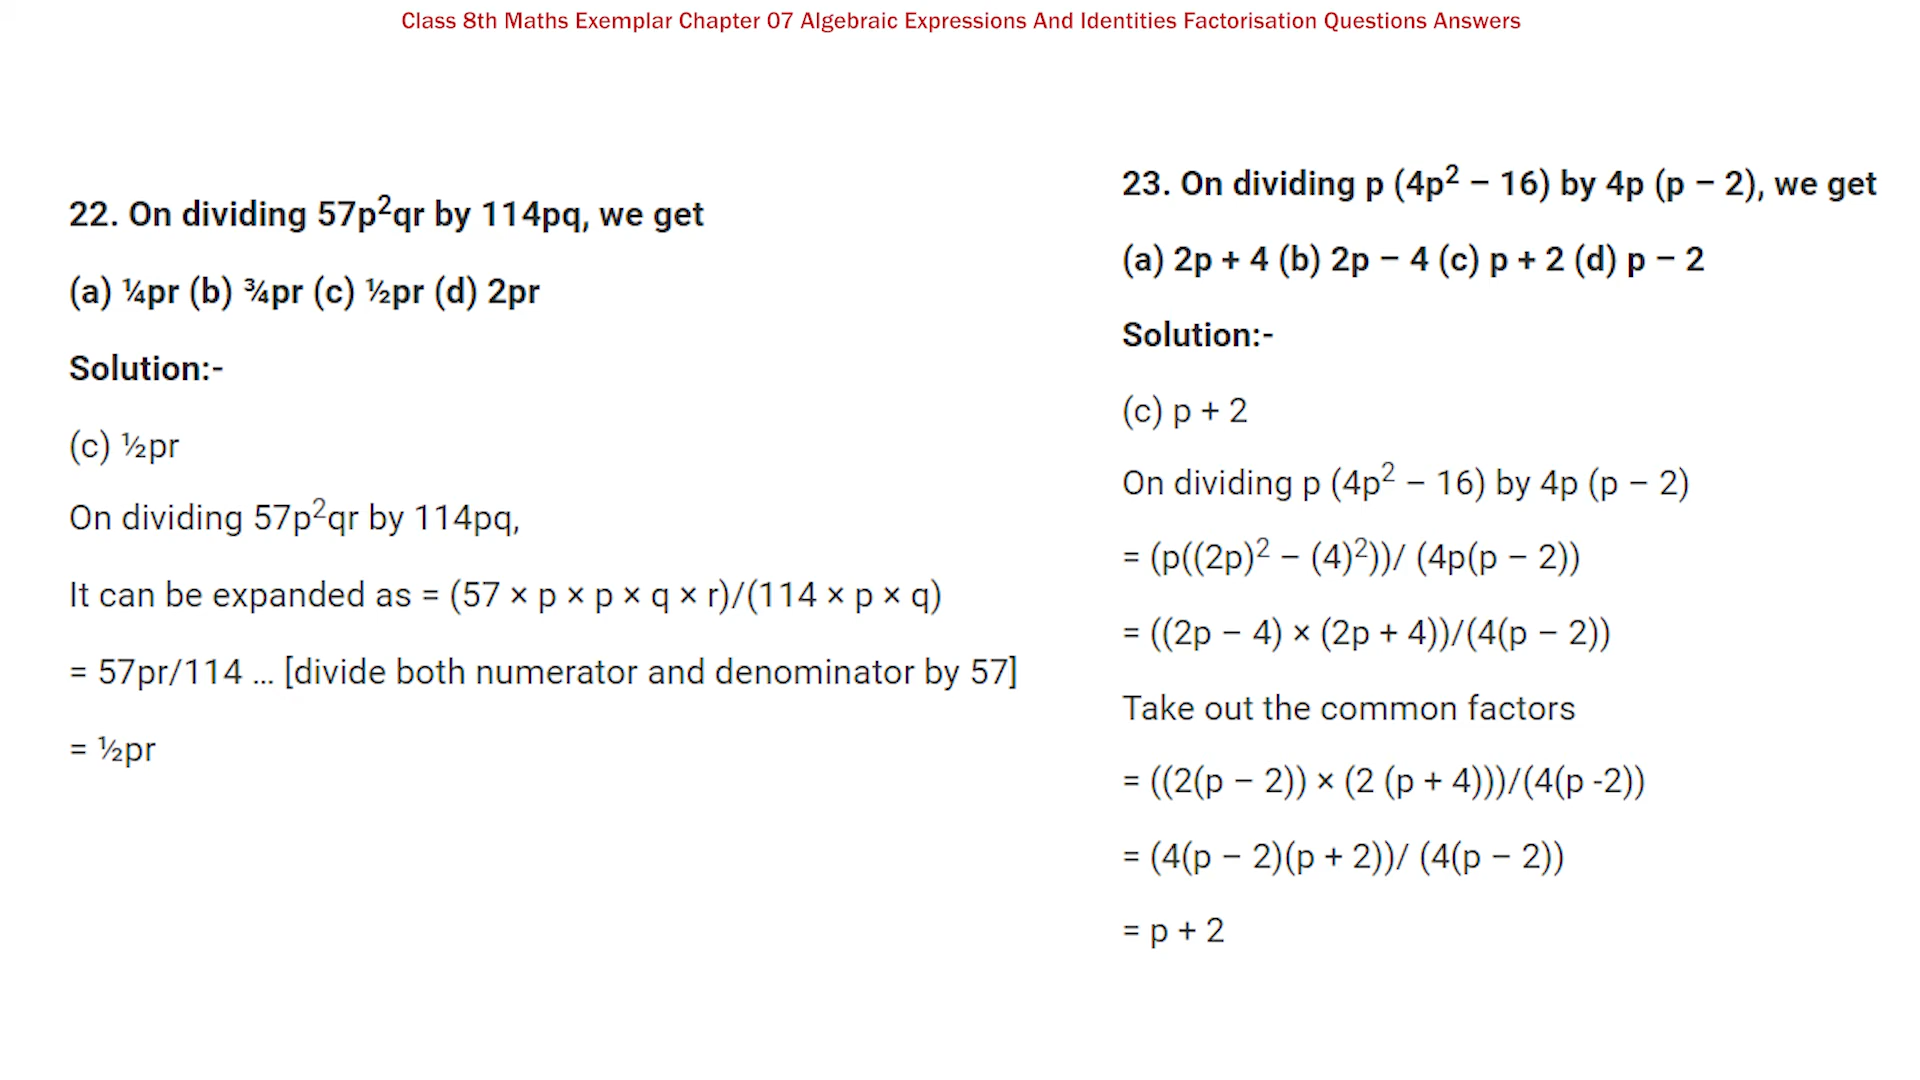 Class 8th Maths Exemplar Chapter 07 Algebraic Expressions And Identities Factorisation Questions Answers
22. On dividing 57p²qr by 114pq, we get
(a) ¼pr (b) ¾pr (c) ½pr (d) 2pr
Solution:-
(c) ½pr
On dividing 57p²qr by 114pq,
It can be expanded as = (57 × p × p × q × r)/(114 × p × q)
= 57pr/114 … [divide both numerator and denominator by 57]
= ½pr
23. On dividing p (4p² – 16) by 4p (p – 2), we get
(a) 2p + 4 (b) 2p – 4 (c) p + 2 (d) p – 2
Solution:-
(c) p + 2
On dividing p (4p² – 16) by 4p (p – 2)
= (p((2p)² – (4)²))/ (4p(p – 2))
= ((2p – 4) × (2p + 4))/(4(p – 2))
Take out the common factors
= ((2(p – 2)) × (2 (p + 4)))/(4(p -2))
= (4(p – 2)(p + 2))/ (4(p – 2))
= p + 2